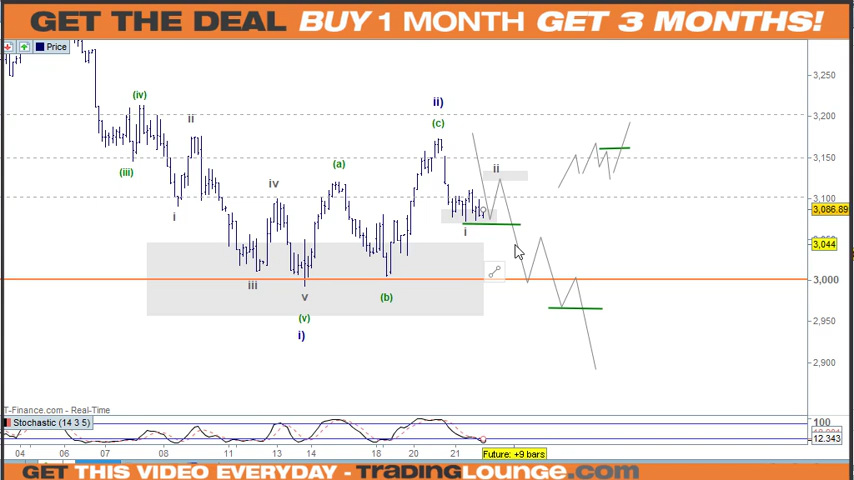 GET THE DEAL BUY 1 MONTH GET 3 MONTHS!
Price
3,250
3,200
3,150
3,100
3,086.89
3,044
3,000
2,950
2,900
(iv)
(iii)
ii
i
iv
iii
v
(v)
i)
(a)
(b)
ii)
(c)
ii
i
T-Finance.com - Real-Time
Stochastic (14 3 5)
100
12.343
04 06 07 08 11 13 14 18 20 21
Future: +9 bars
GET THIS VIDEO EVERYDAY - TradingLounge.com